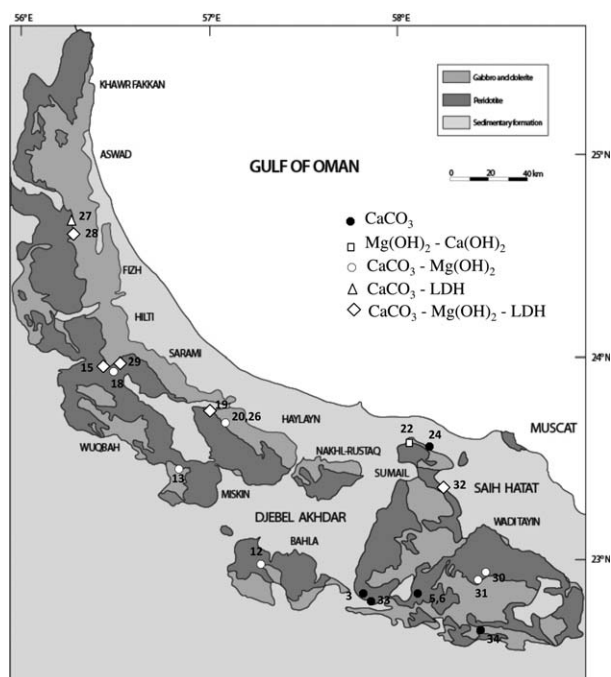 56°E
57°E
58°E
KHAWR FAKKAN
ASWAD
GULF OF OMAN
Gabbro and dolerite
Peridotite
Sedimentary formation
0 20 40 km
25°N
CaCO₃
Mg(OH)₂ - Ca(OH)₂
CaCO₃ - Mg(OH)₂
CaCO₃ - LDH
CaCO₃ - Mg(OH)₂ - LDH
27
28
FIZH
HILTI
SARAMI
24°N
15
29
18
19
20,26
HAYLAYN
WUQBAH
13
MISKIN
NAKHL-RUSTAQ
22
24
MUSCAT
SUMAIL
32
SAIH HATAT
DJEBEL AKHDAR
WADI TAYIN
BAHLA
12
23°N
3
33
5,6
30
31
34